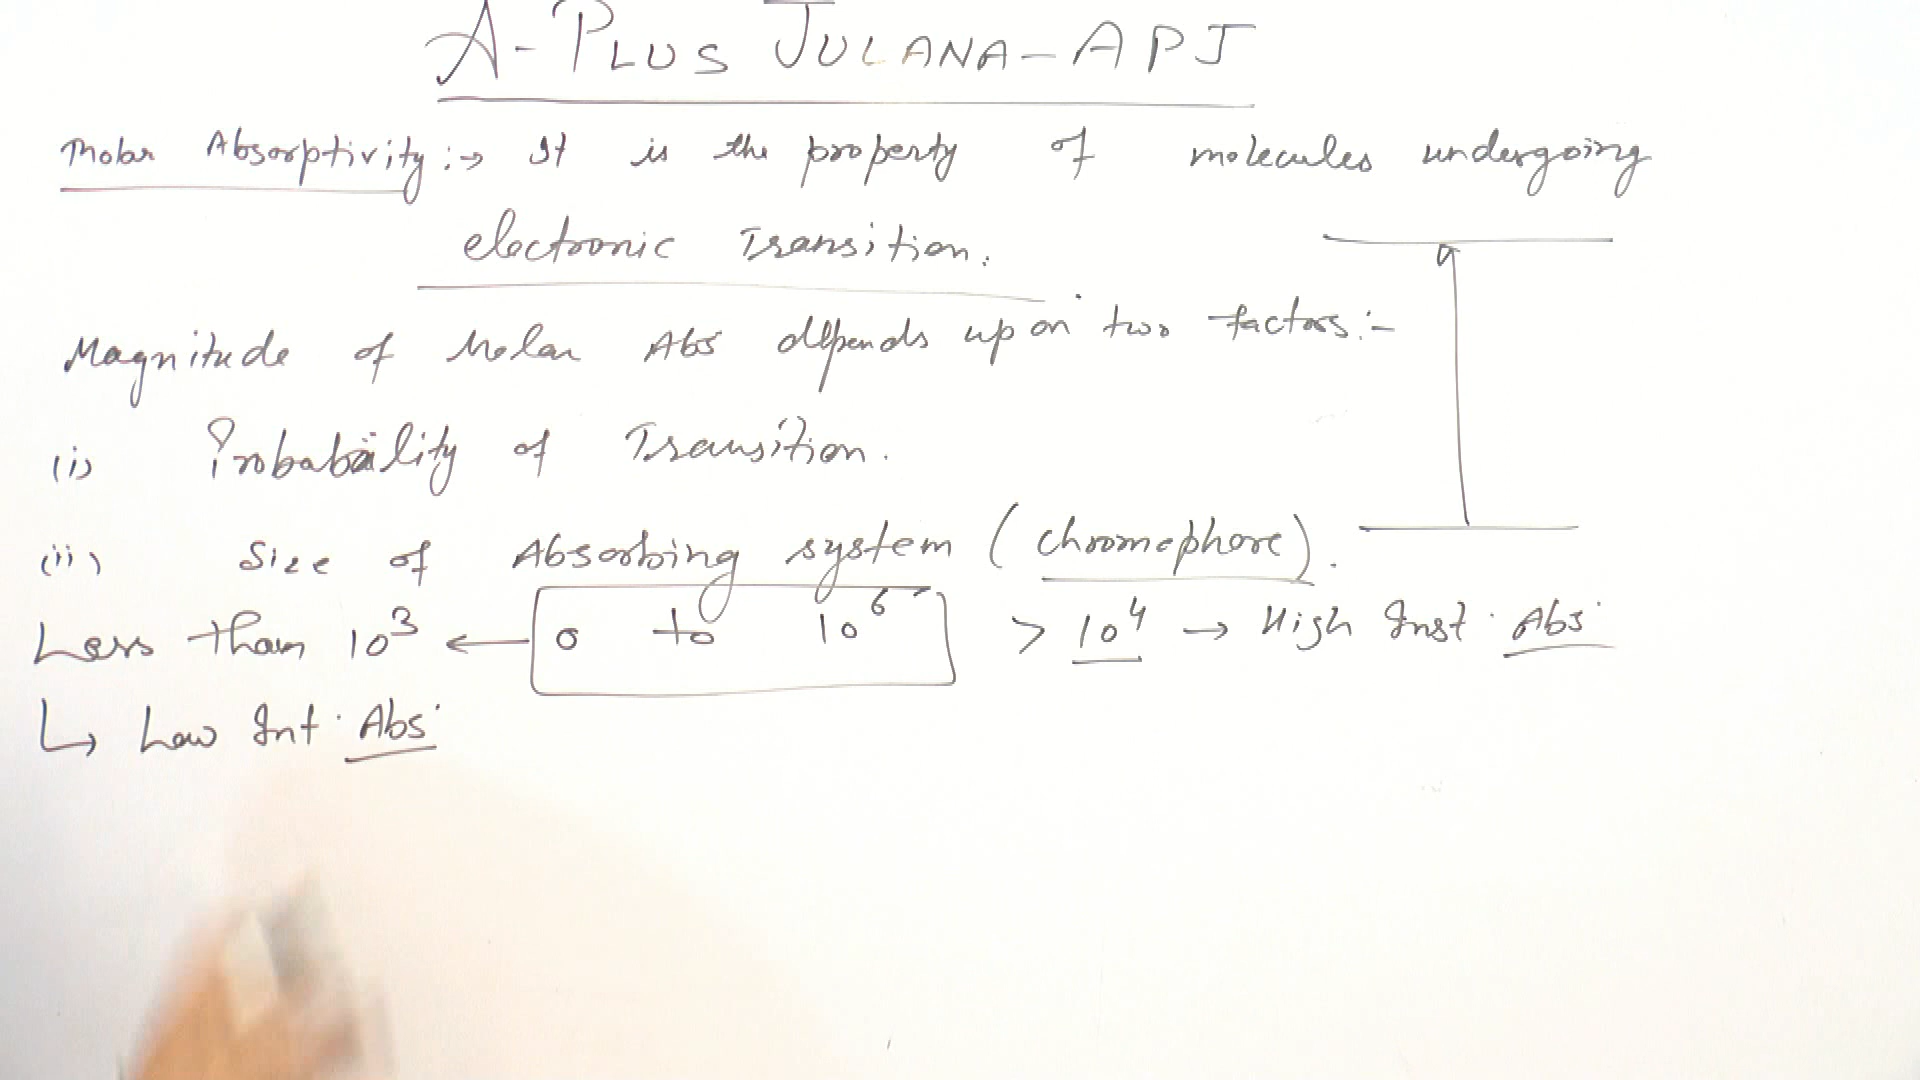 A-PLUS JULANA-APJ
Molar Absorptivity:→ It is the property of molecules undergoing
electronic Transition.
Magnitude of Molar Abs depends upon two factors:-
(i) Probability of Transition.
(ii) Size of Absorbing system (chromophore).
Less than 10³ ← 0 to 10⁶ > 10⁴ → High Inst. Abs.
↳ Low Int. Abs.